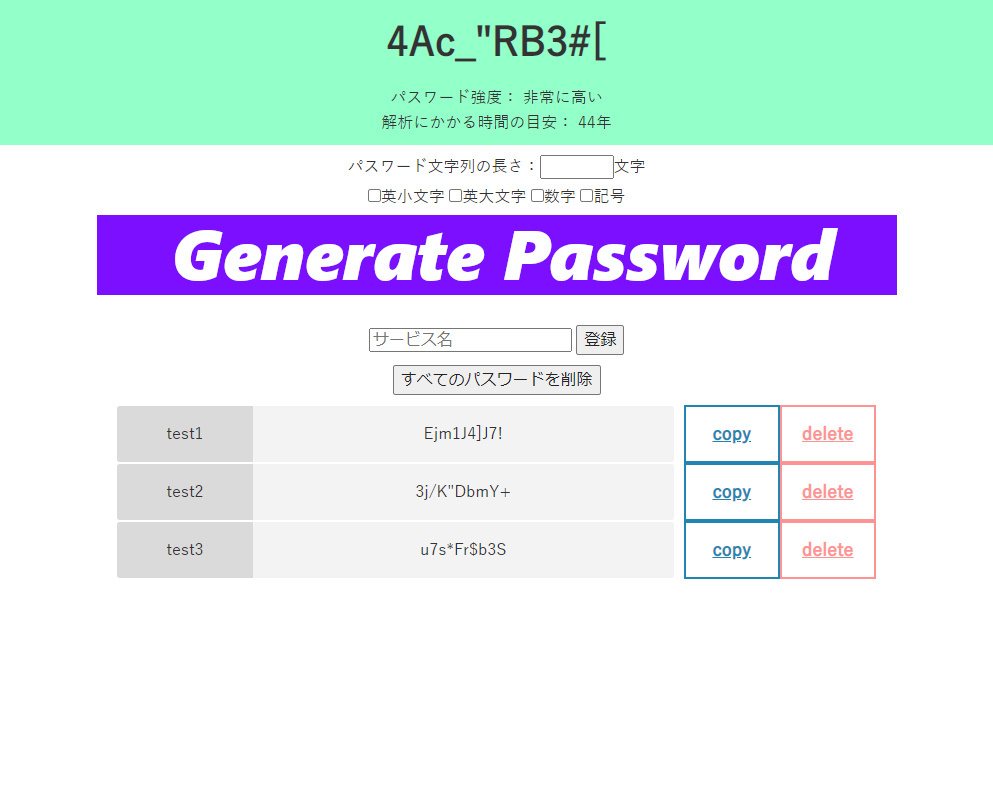 4Ac_"RB3#[
パスワード強度： 非常に高い
解析にかかる時間の目安： 44年
パスワード文字列の長さ：文字
英小文字 英大文字 数字 記号
Generate Password
サービス名 登録
すべてのパスワードを削除
test1 Ejm1J4]J7! copy delete
test2 3j/K"DbmY+ copy delete
test3 u7s*Fr$b3S copy delete